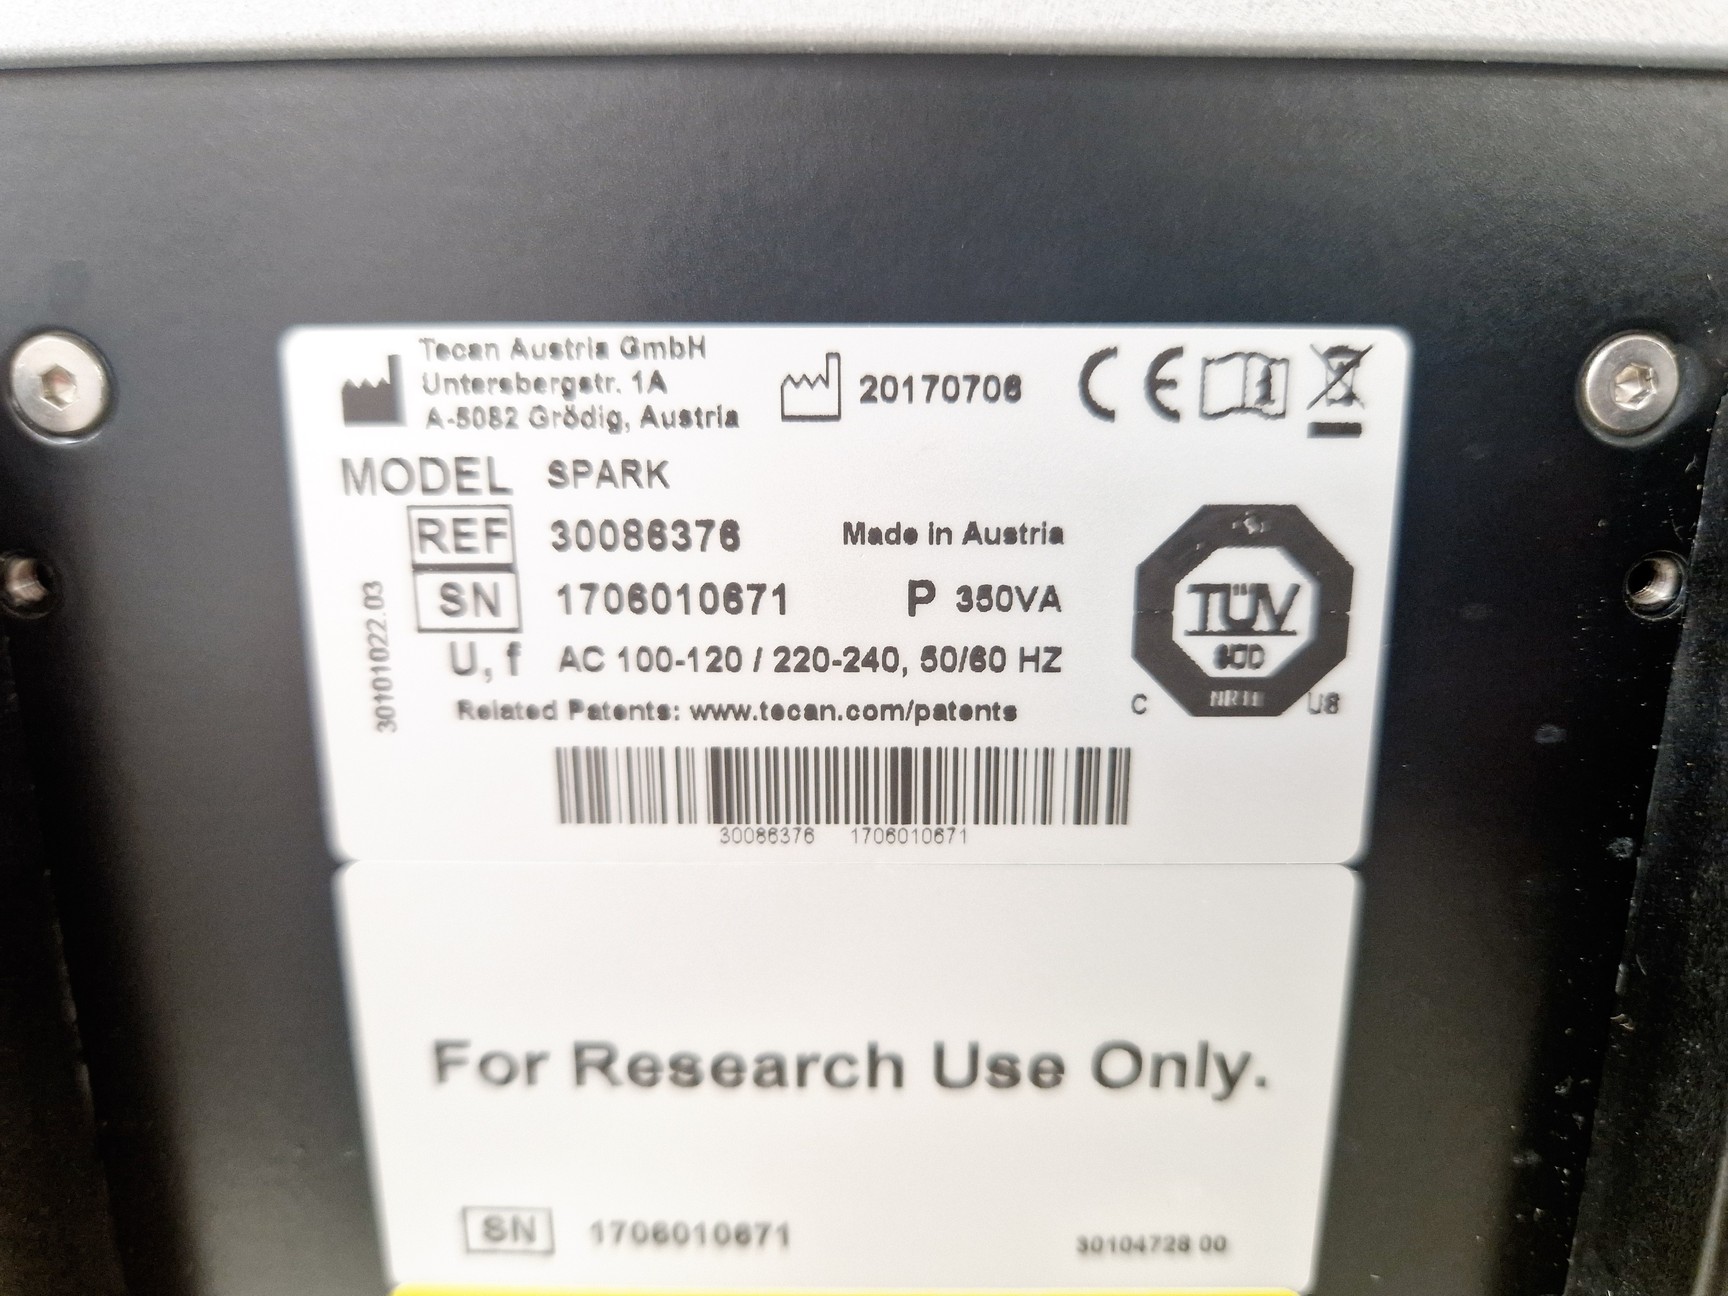 Tecan Austria GmbH
Untersbergstr. 1A
A-5082 Grödig, Austria
20170706
CE
MODEL SPARK
REF 30086376 Made in Austria
SN 1706010671 P 350VA
U, f AC 100-120 / 220-240, 50/60 HZ
Related Patents: www.tecan.com/patents
30101022.03
TÜV
SÜD
C NRTL US
30086376 1706010671
For Research Use Only.
SN 1706010671 30104728 00